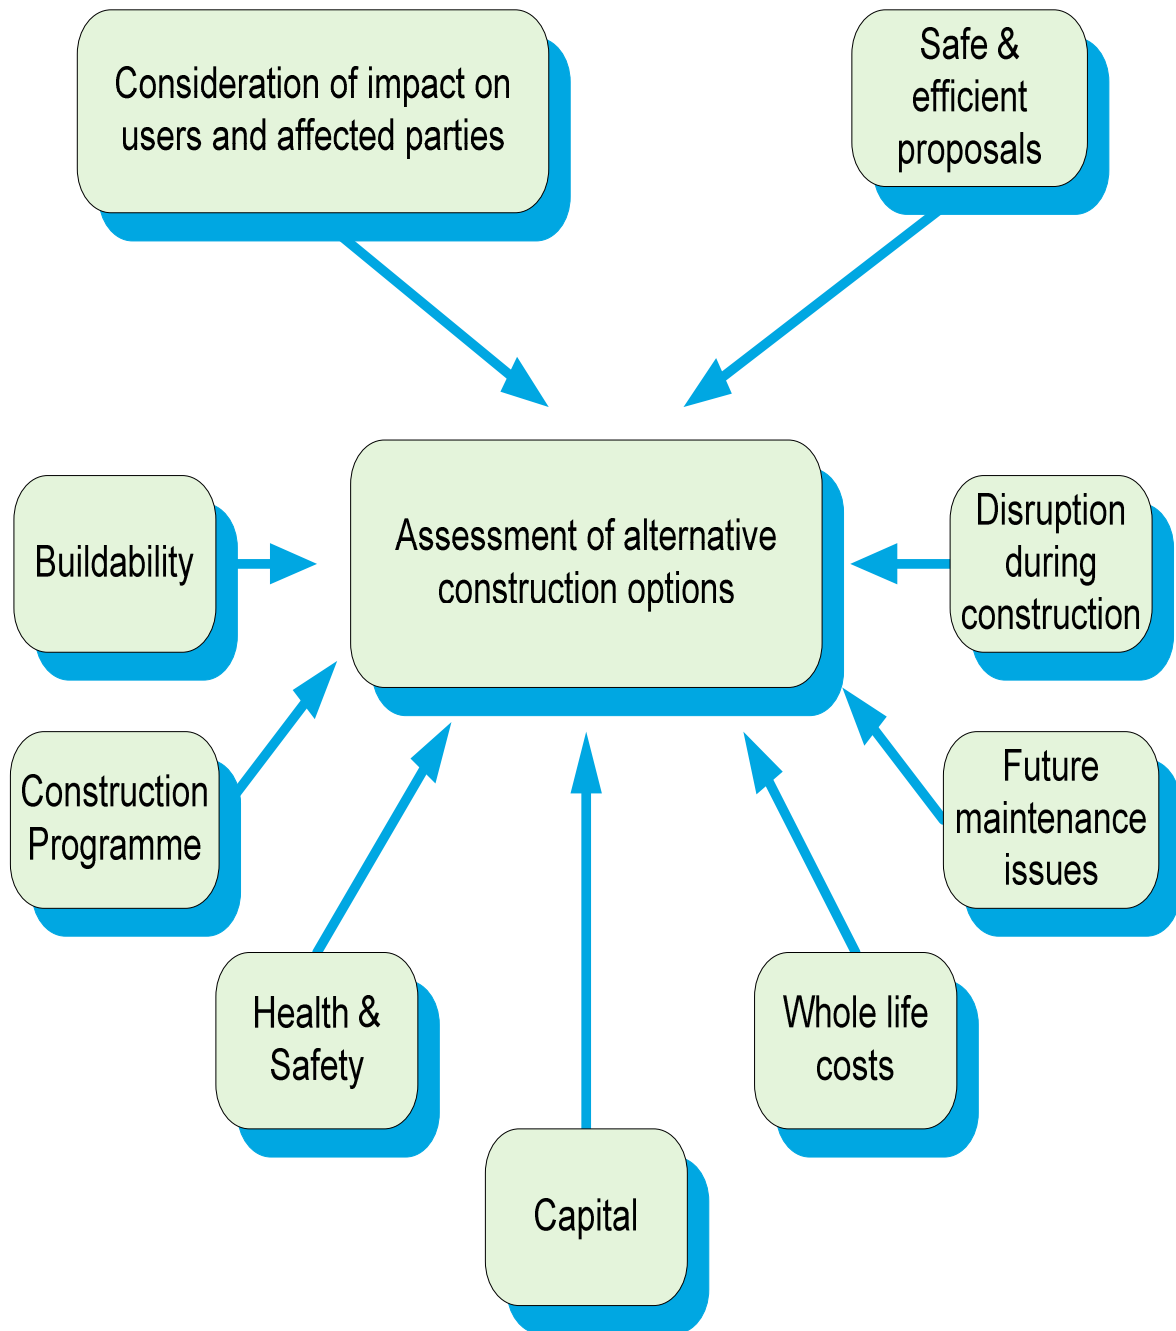 Consideration of impact on
users and affected parties
Safe &
efficient
proposals
Buildability
Assessment of alternative
construction options
Disruption
during
construction
Construction
Programme
Future
maintenance
issues
Health &
Safety
Whole life
costs
Capital